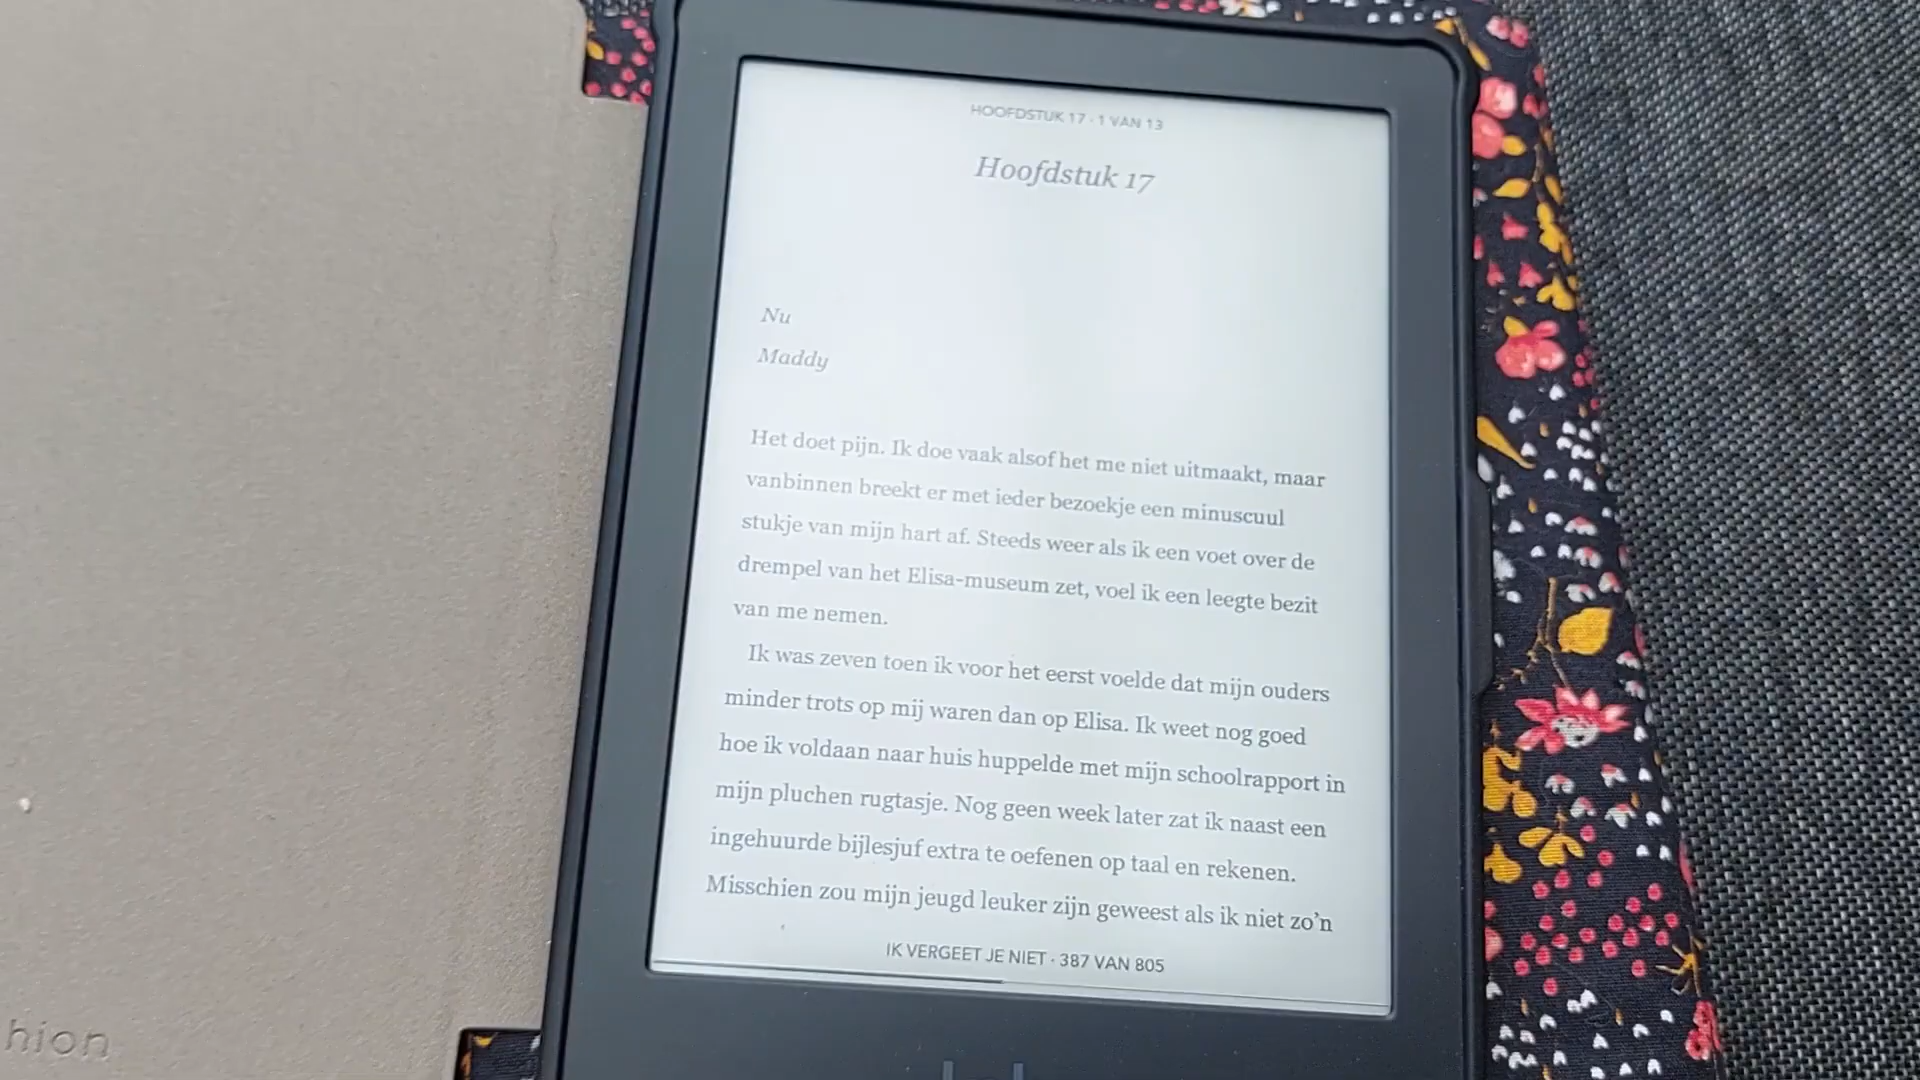 HOOFDSTUK 17 · 1 VAN 13
Hoofdstuk 17
Nu
Maddy
Het doet pijn. Ik doe vaak alsof het me niet uitmaakt, maar
vanbinnen breekt er met ieder bezoekje een minuscuul
stukje van mijn hart af. Steeds weer als ik een voet over de
drempel van het Elisa-museum zet, voel ik een leegte bezit
van me nemen.
Ik was zeven toen ik voor het eerst voelde dat mijn ouders
minder trots op mij waren dan op Elisa. Ik weet nog goed
hoe ik voldaan naar huis huppelde met mijn schoolrapport in
mijn pluchen rugtasje. Nog geen week later zat ik naast een
ingehuurde bijlesjuf extra te oefenen op taal en rekenen.
Misschien zou mijn jeugd leuker zijn geweest als ik niet zo’n
IK VERGEET JE NIET · 387 VAN 805
hion